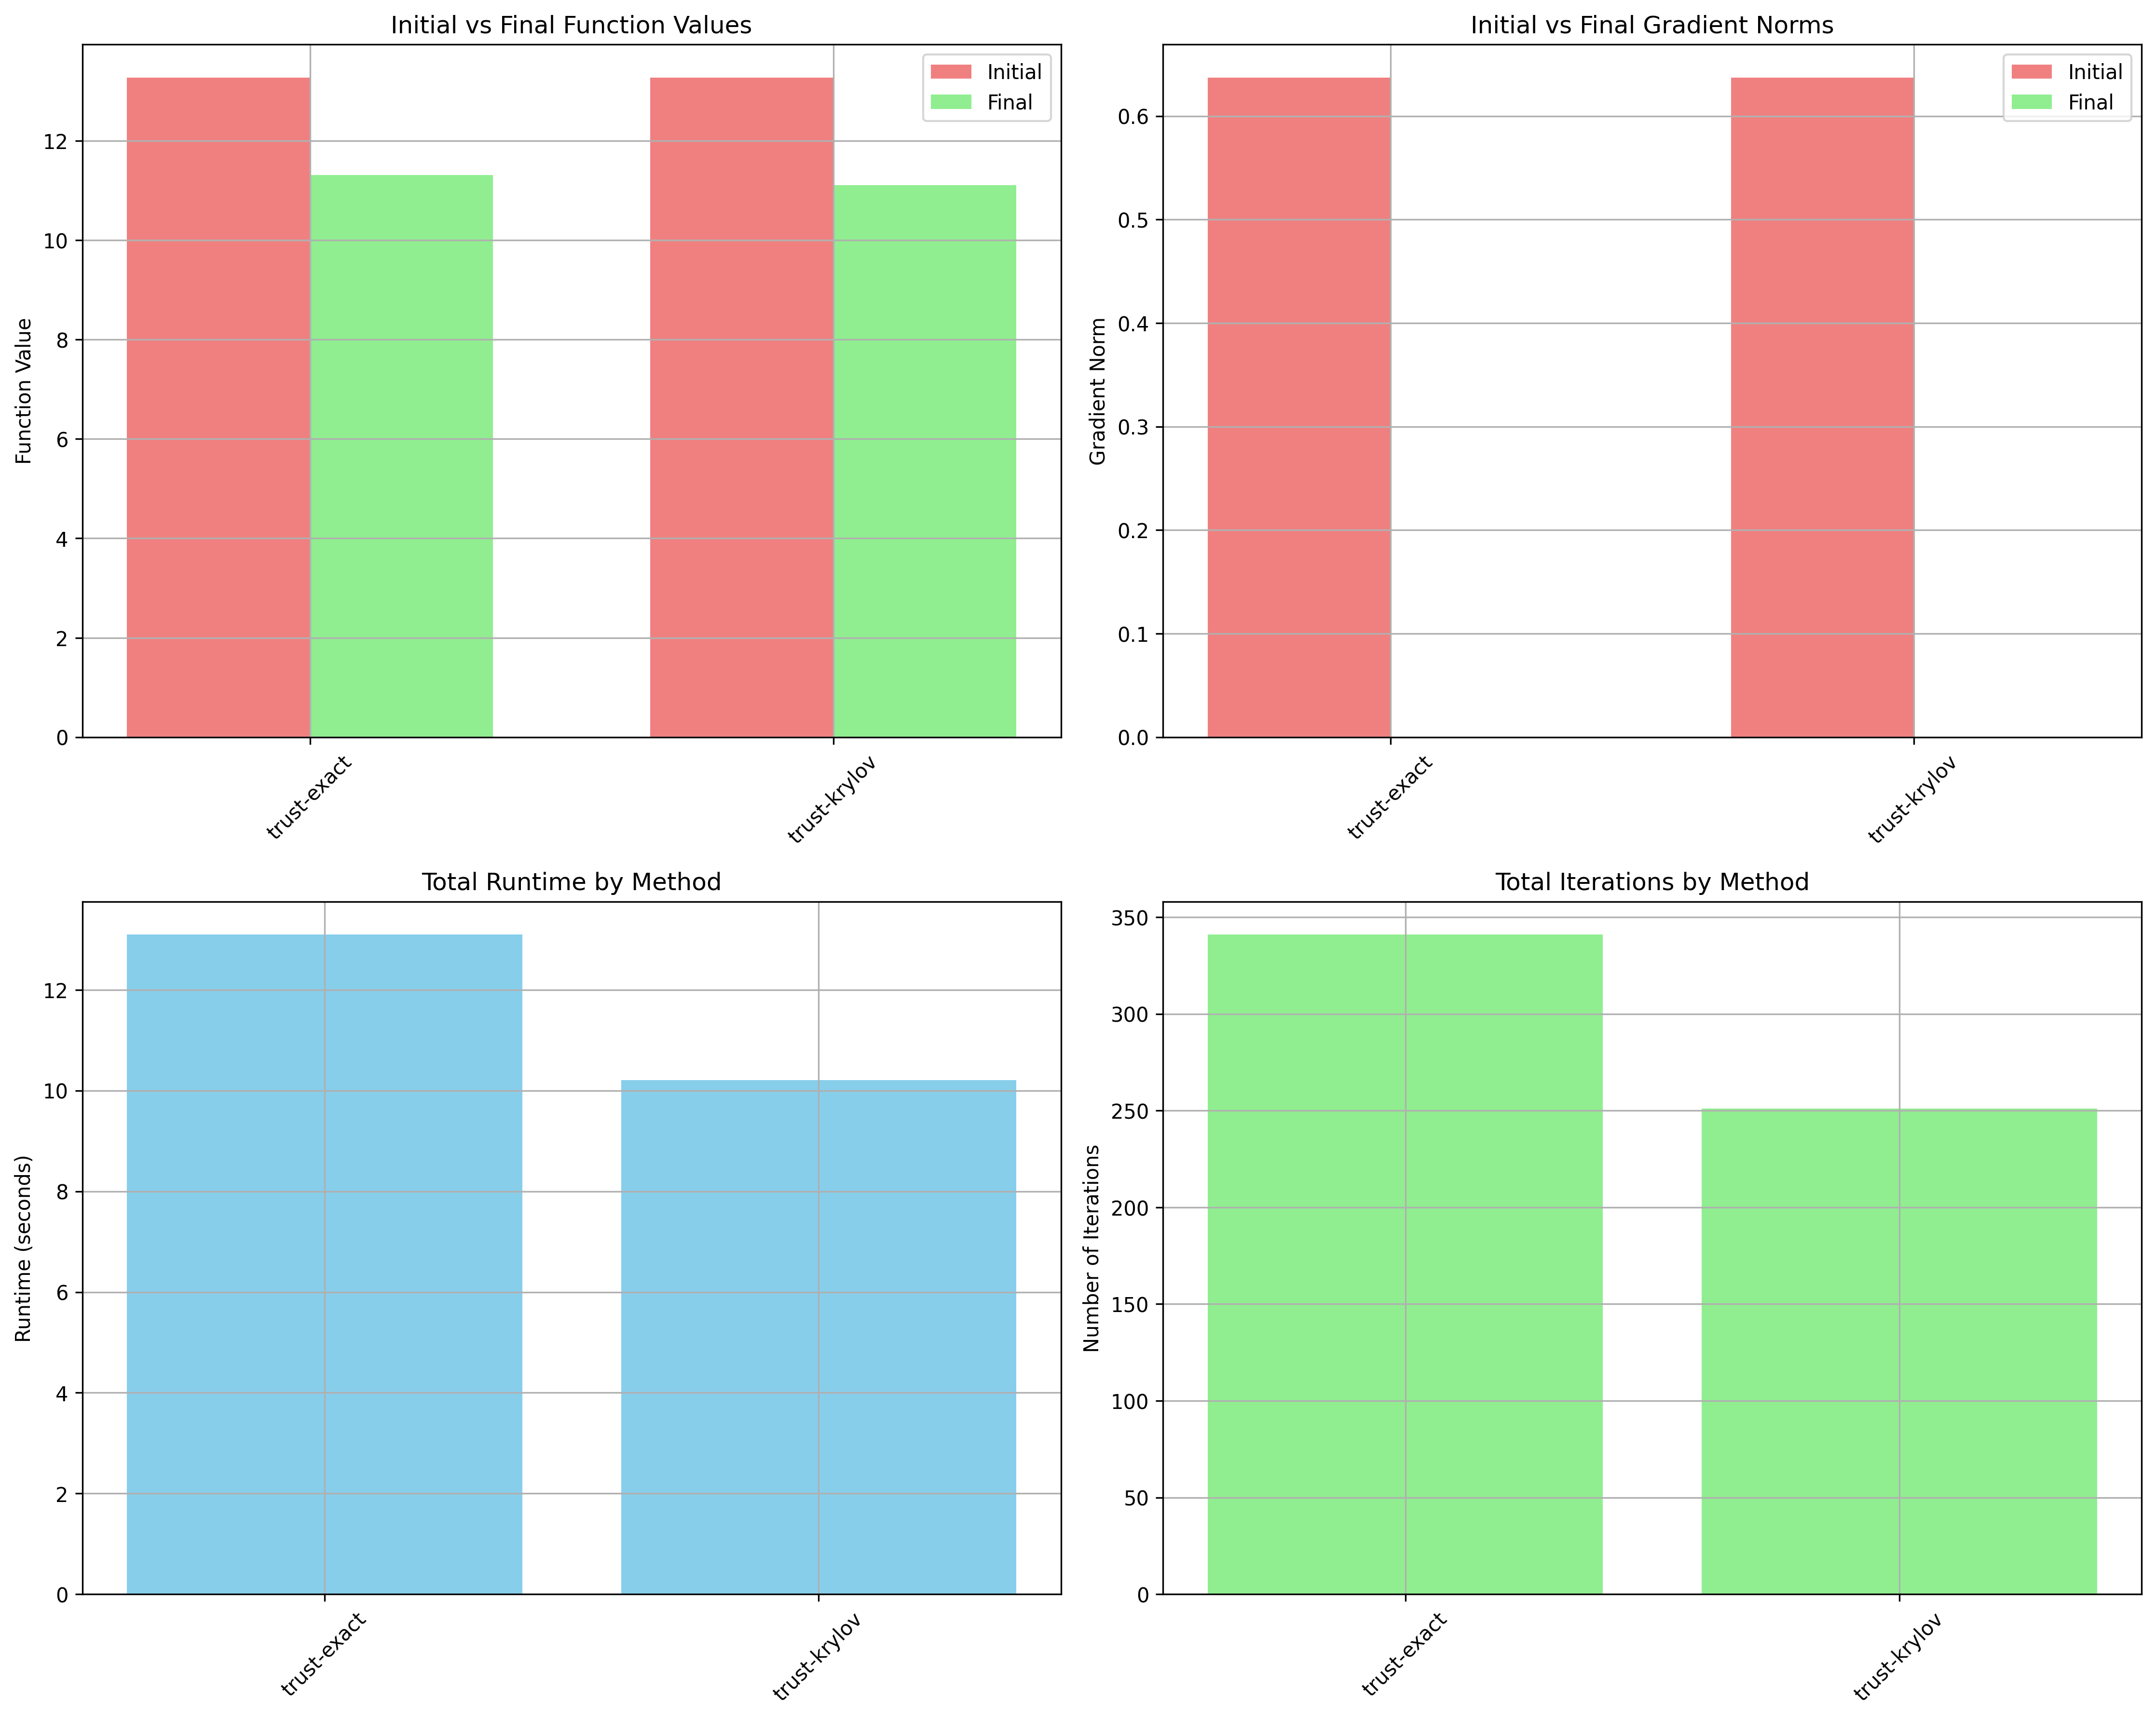 Initial vs Final Function Values
Initial
Final
12
10
8
6
4
2
0
Function Value
trust-exact
trust-krylov
Initial vs Final Gradient Norms
Initial
Final
0.6
0.5
0.4
0.3
0.2
0.1
0.0
Gradient Norm
trust-exact
trust-krylov
Total Runtime by Method
12
10
8
6
4
2
0
Runtime (seconds)
trust-exact
trust-krylov
Total Iterations by Method
350
300
250
200
150
100
50
0
Number of Iterations
trust-exact
trust-krylov